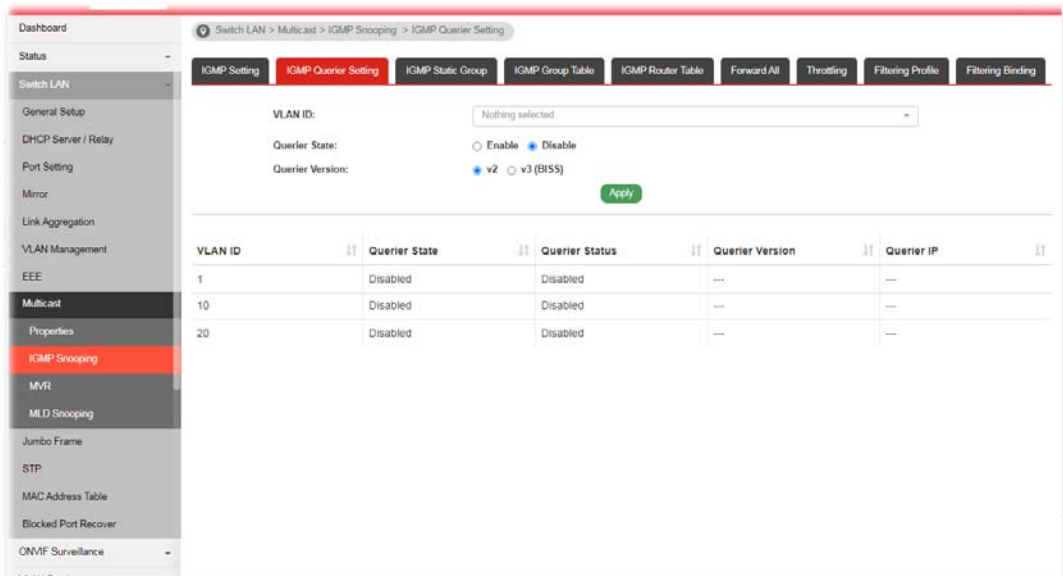 Dashboard
Status
Switch LAN
General Setup
DHCP Server / Relay
Port Setting
Mirror
Link Aggregation
VLAN Management
EEE
Multicast
Properties
IGMP Snooping
MVR
MLD Snooping
Jumbo Frame
STP
MAC Address Table
Blocked Port Recover
ONVIF Surveillance
Switch LAN > Multicast > IGMP Snooping > IGMP Querier Setting
IGMP Setting IGMP Querier Setting IGMP Static Group IGMP Group Table IGMP Router Table Forward All Throttling Filtering Profile Filtering Binding
VLAN ID: Nothing selected
Querier State: Enable Disable
Querier Version: v2 v3 (BISS)
Apply
VLAN ID Querier State Querier Status Querier Version Querier IP
1 Disabled Disabled --- ---
10 Disabled Disabled --- ---
20 Disabled Disabled --- ---